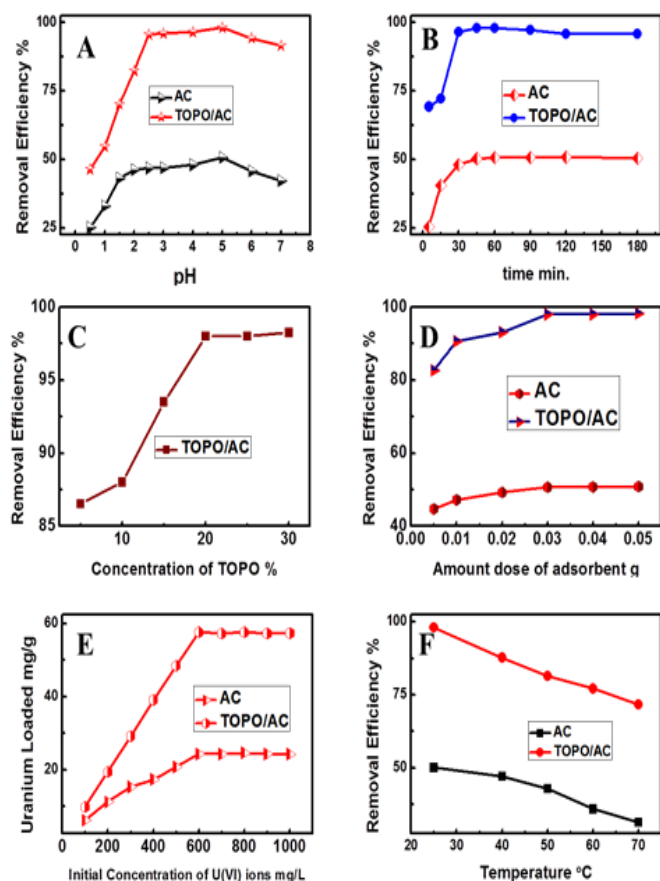 A
Removal Efficiency %
100
75
50
25
AC
TOPO/AC
0 1 2 3 4 5 6 7 8
pH
B
Removal Efficiency %
100
75
50
25
AC
TOPO/AC
0 30 60 90 120 150 180
time min.
C
Removal Efficiency %
100
95
90
85
TOPO/AC
10 20 30
Concentration of TOPO %
D
Removal Efficiency %
100
80
60
40
AC
TOPO/AC
0.00 0.01 0.02 0.03 0.04 0.05
Amount dose of adsorbent g
E
Uranium Loaded mg/g
60
40
20
AC
TOPO/AC
0 200 400 600 800 1000
Initial Concentration of U(VI) ions mg/L
F
Removal Efficiency %
100
75
50
AC
TOPO/AC
20 30 40 50 60 70
Temperature ºC